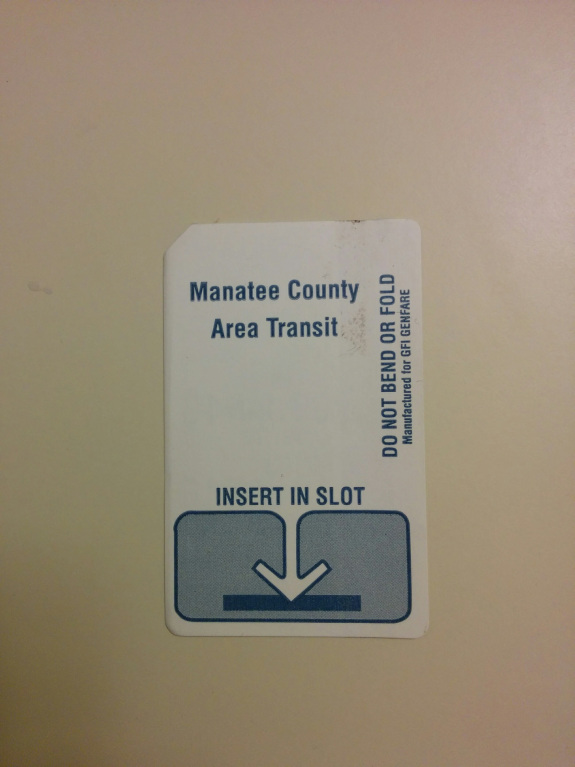 Manatee County
Area Transit
DO NOT BEND OR FOLD
Manufactured for GFI GENFARE
INSERT IN SLOT